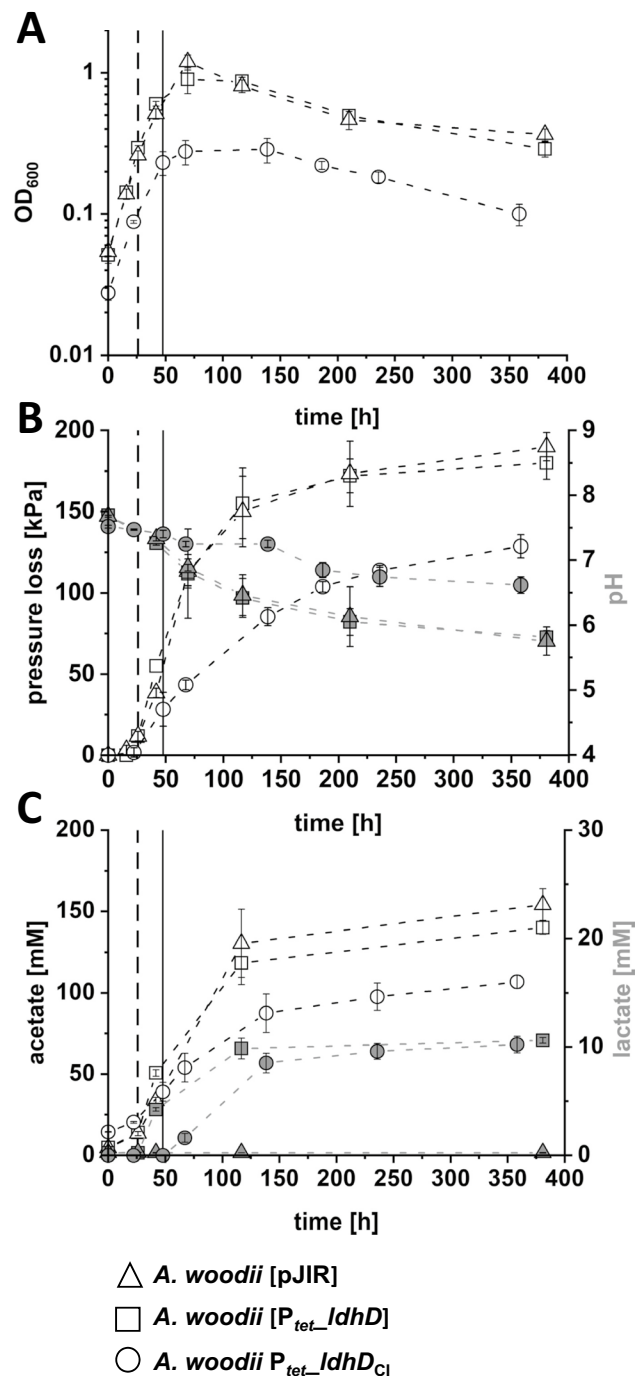 A
1
0.1
0.01
OD600
0 50 100 150 200 250 300 350 400
time [h]
B
200
150
100
50
0
pressure loss [kPa]
9
8
7
6
5
4
pH
0 50 100 150 200 250 300 350 400
time [h]
C
200
150
100
50
0
acetate [mM]
30
20
10
0
lactate [mM]
0 50 100 150 200 250 300 350 400
time [h]
A. woodii [pJIR]
A. woodii [Ptet_ldhD]
A. woodii Ptet_ldhDCl